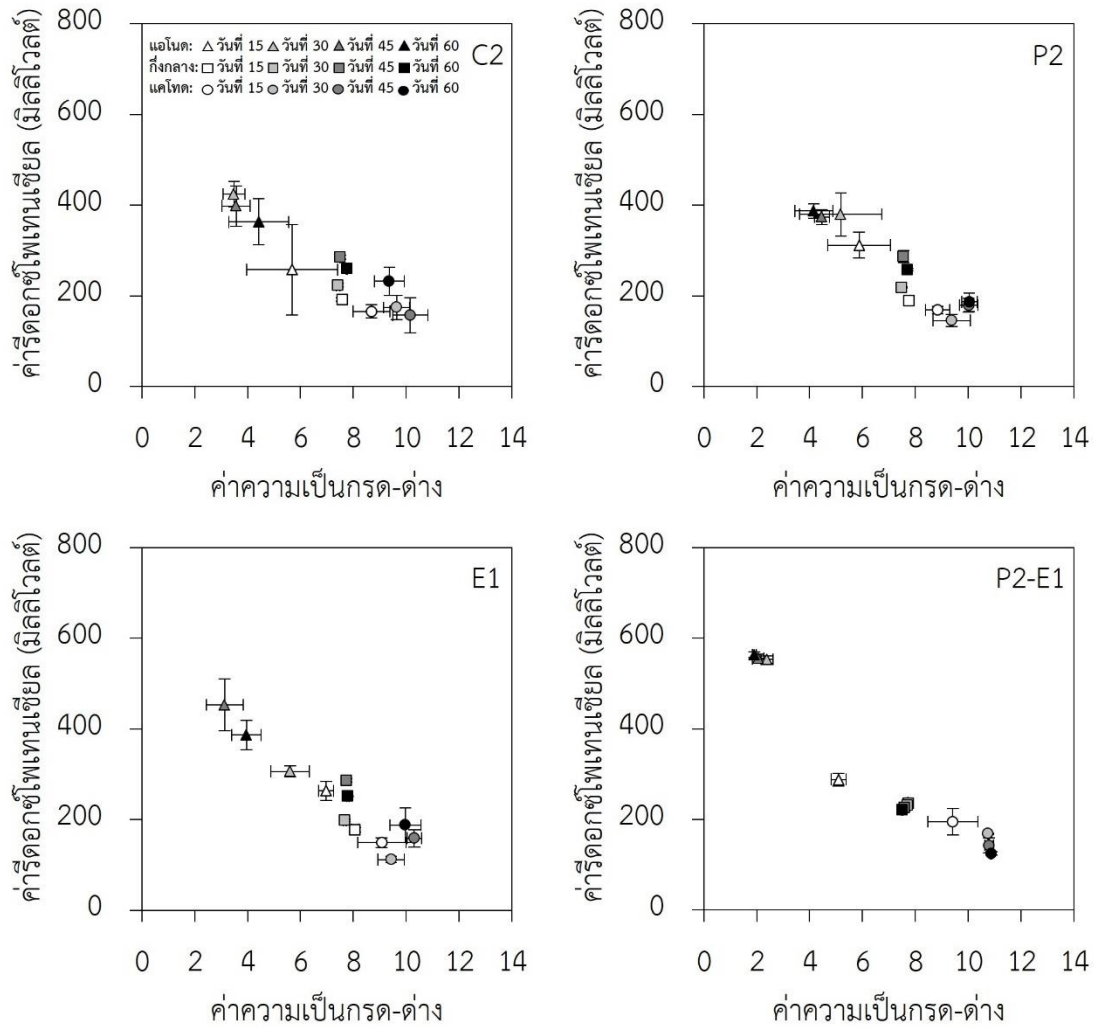 ค่ารีดอกซ์โพเทนเชียล (มิลลิโวลต์)
800
600
400
200
0
แอโนด: วันที่ 15 วันที่ 30 วันที่ 45 วันที่ 60
กึ่งกลาง: วันที่ 15 วันที่ 30 วันที่ 45 วันที่ 60
แคโทด: วันที่ 15 วันที่ 30 วันที่ 45 วันที่ 60
C2
0 2 4 6 8 10 12 14
ค่าความเป็นกรด-ด่าง
ค่ารีดอกซ์โพเทนเชียล (มิลลิโวลต์)
800
600
400
200
0
P2
0 2 4 6 8 10 12 14
ค่าความเป็นกรด-ด่าง
ค่ารีดอกซ์โพเทนเชียล (มิลลิโวลต์)
800
600
400
200
0
E1
0 2 4 6 8 10 12 14
ค่าความเป็นกรด-ด่าง
ค่ารีดอกซ์โพเทนเชียล (มิลลิโวลต์)
800
600
400
200
0
P2-E1
0 2 4 6 8 10 12 14
ค่าความเป็นกรด-ด่าง